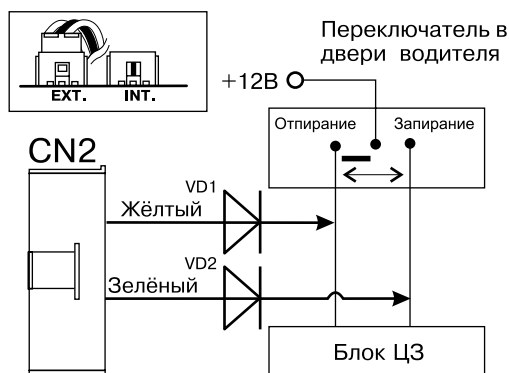 EXT. INT.
Переключатель в
двери водителя
+12В
Отпирание Запирание
CN2
VD1
Жёлтый
VD2
Зелёный
Блок ЦЗ